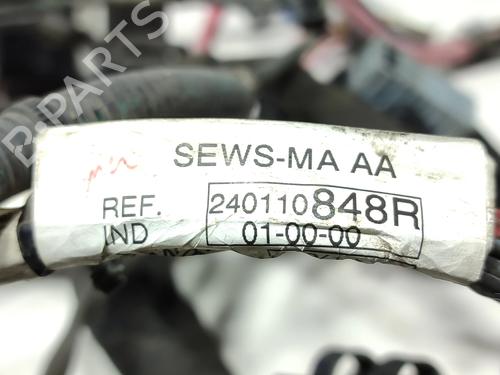 B-PARTS
SEWS-MA AA
REF. 240110848R
IND 01-00-00